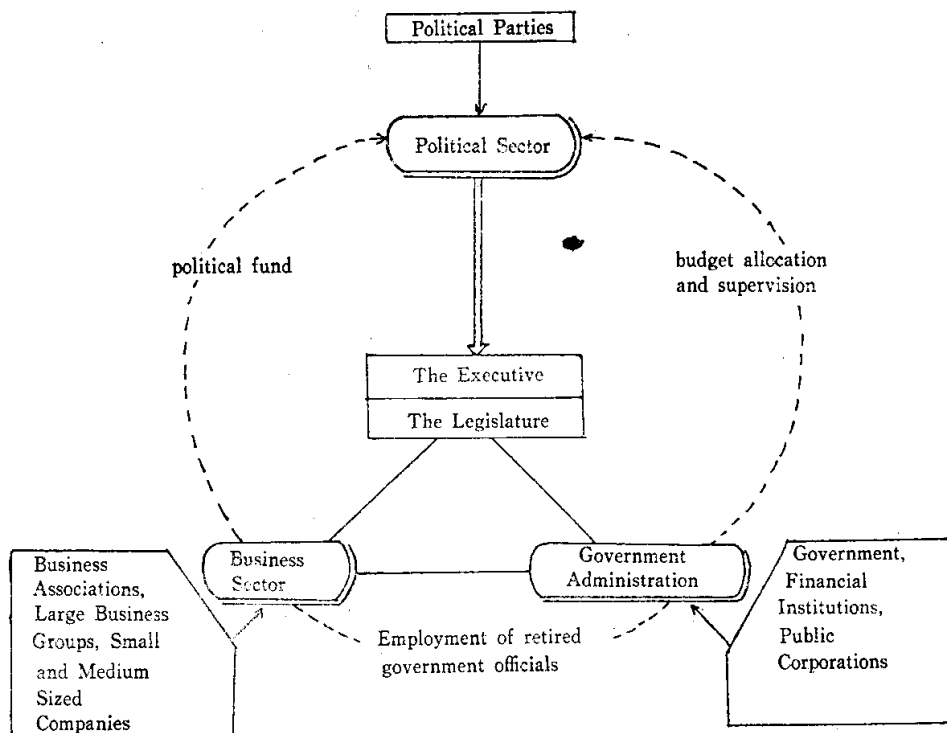 Political Parties
Political Sector
political fund
budget allocation
and supervision
The Executive
The Legislature
Business
Sector
Government
Administration
Business
Associations,
Large Business
Groups, Small
and Medium
Sized
Companies
Employment of retired
government officials
Government,
Financial
Institutions,
Public
Corporations